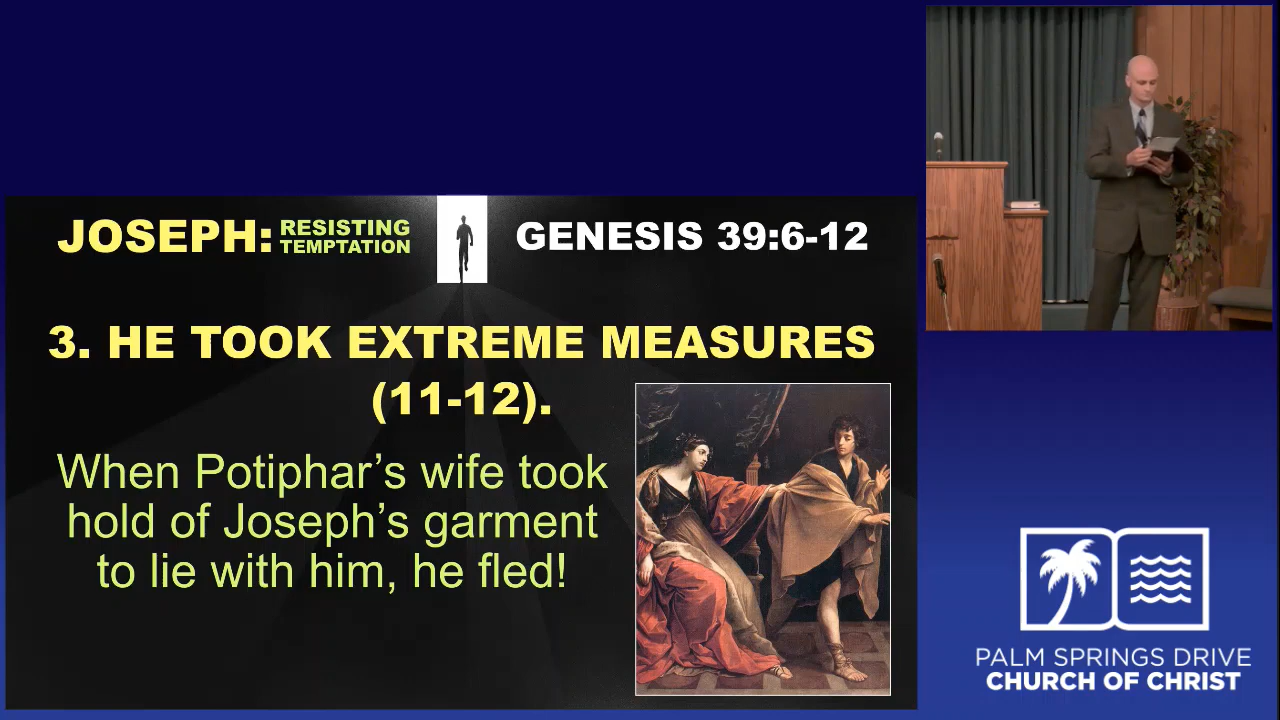 JOSEPH: RESISTING TEMPTATION
GENESIS 39:6-12
3. HE TOOK EXTREME MEASURES
(11-12).
When Potiphar’s wife took
hold of Joseph’s garment
to lie with him, he fled!
PALM SPRINGS DRIVE
CHURCH OF CHRIST